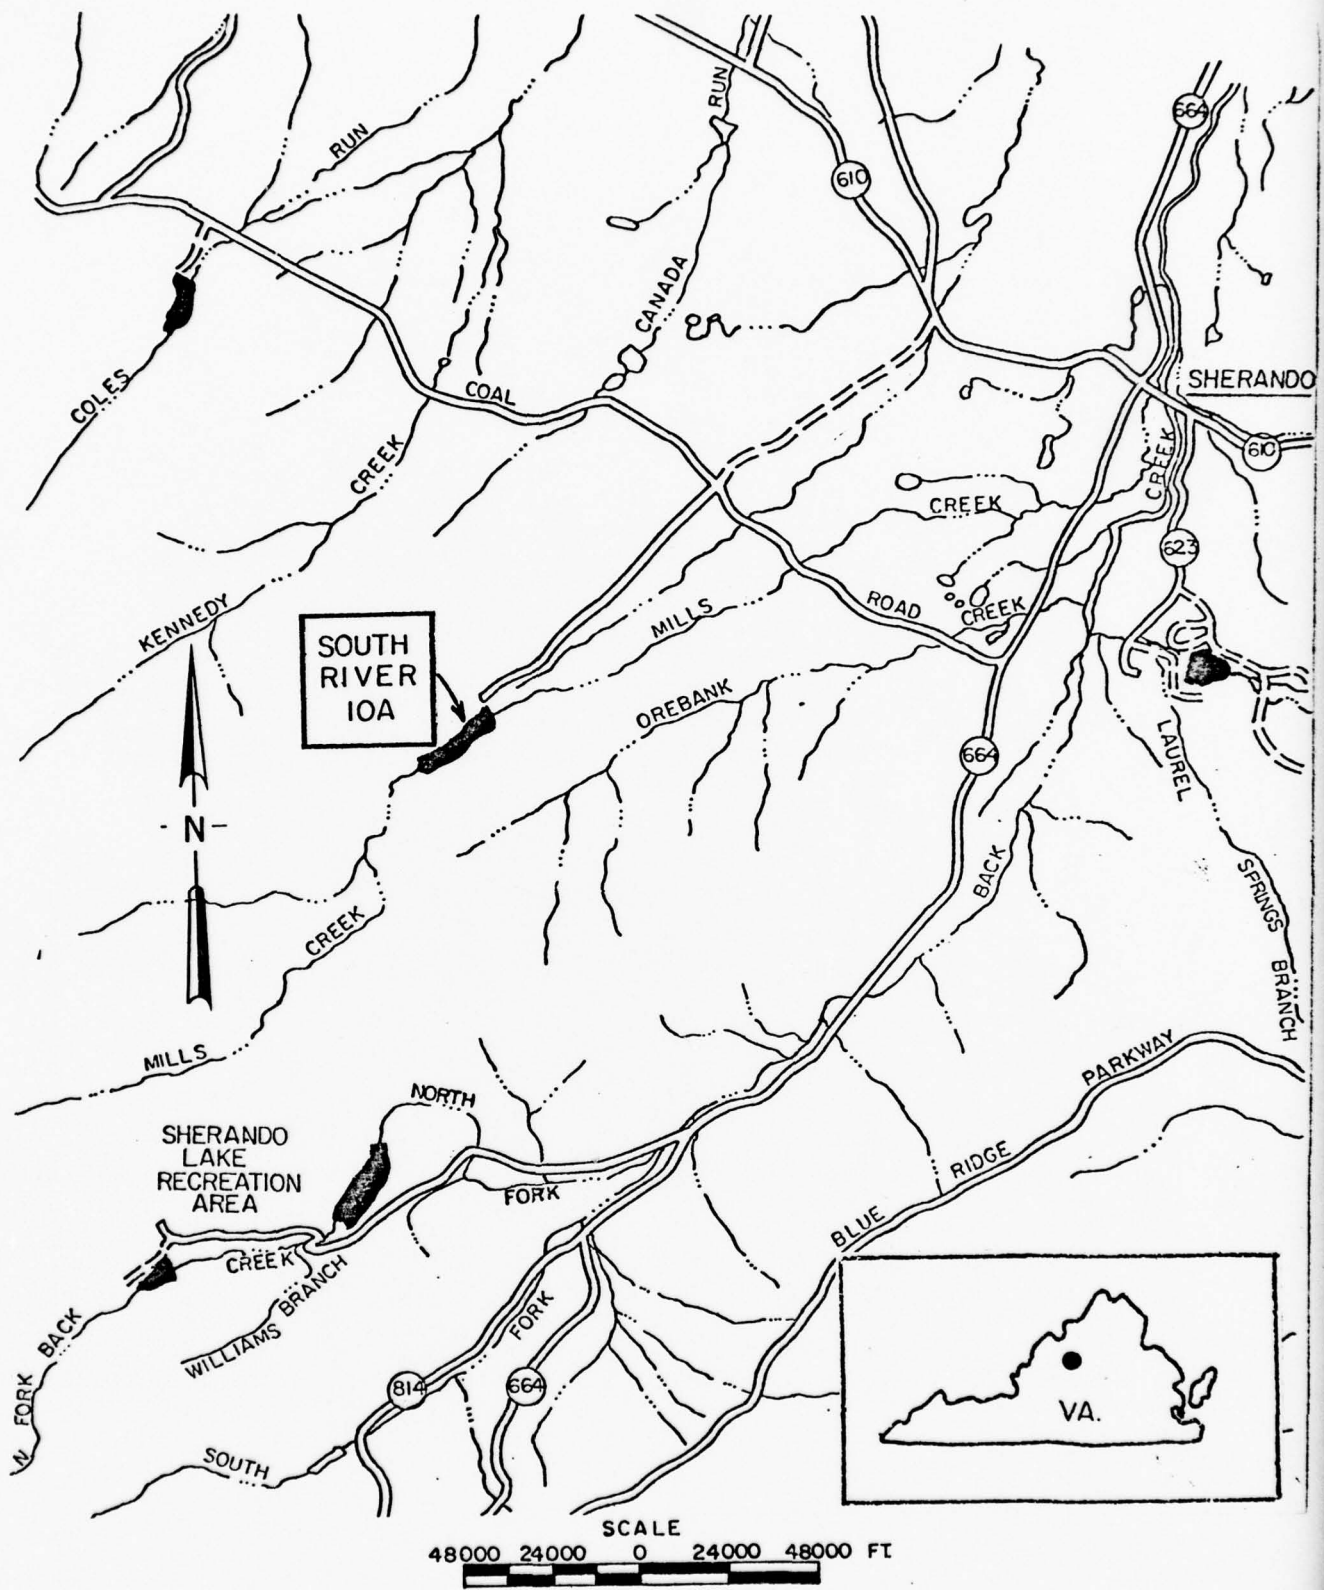 RUN
RUN
664
610
CANADA
COLES
COAL
SHERANDO
CREEK
CREEK
610
CREEK
623
KENNEDY
MILLS
ROAD
CREEK
SOUTH
RIVER
10A
OREBANK
664
LAUREL
- N -
BACK
SPRINGS
CREEK
BRANCH
MILLS
PARKWAY
NORTH
SHERANDO
LAKE
RECREATION
AREA
RIDGE
FORK
BLUE
CREEK
BRANCH
WILLIAMS
BACK
FORK
N FORK
814
664
VA.
SOUTH
SCALE
48000 24000 0 24000 48000 FT.